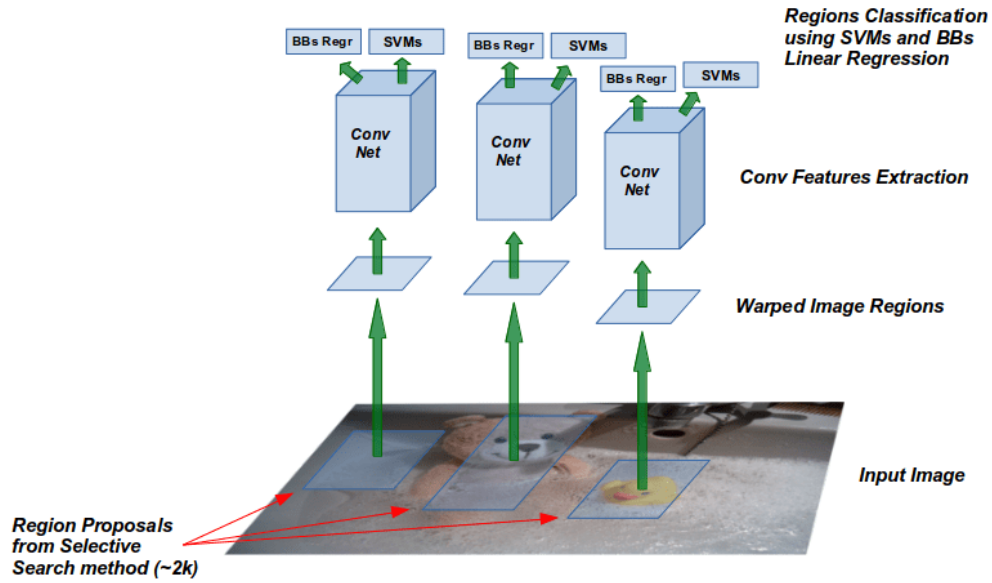 Regions Classification
using SVMs and BBs
Linear Regression
BBs Regr
SVMs
BBs Regr
SVMs
BBs Regr
SVMs
Conv
Net
Conv
Net
Conv
Net
Conv Features Extraction
Warped Image Regions
Input Image
Region Proposals
from Selective
Search method (~2k)